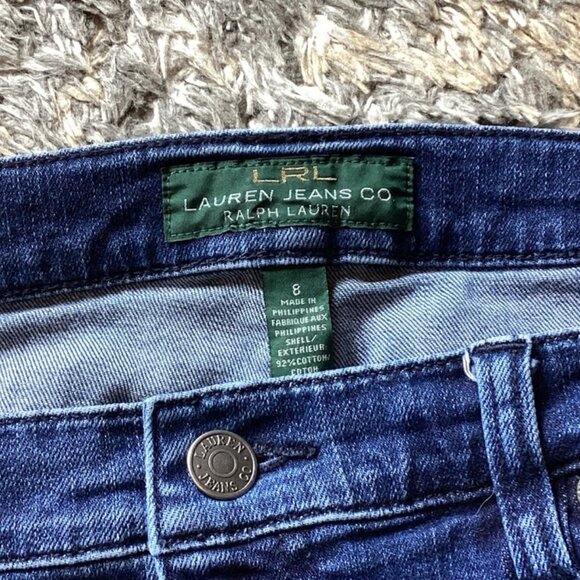 LRL
LAUREN JEANS CO.
RALPH LAUREN
8
MADE IN
PHILIPPINES
FABRIQUE AUX
PHILIPPINES
SHELL/
EXTERIEUR
92% COTTON/
COTON
LAUREN
JEANS CO